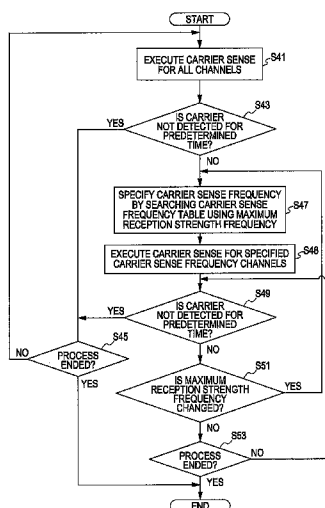 START
EXECUTE CARRIER SENSE
FOR ALL CHANNELS
S41
IS CARRIER
NOT DETECTED FOR
PREDETERMINED
TIME?
S43
YES
NO
SPECIFY CARRIER SENSE FREQUENCY
BY SEARCHING CARRIER SENSE
FREQUENCY TABLE USING MAXIMUM
RECEPTION STRENGTH FREQUENCY
S47
EXECUTE CARRIER SENSE FOR SPECIFIED
CARRIER SENSE FREQUENCY CHANNELS
S48
IS CARRIER
NOT DETECTED FOR
PREDETERMINED
TIME?
S49
YES
NO
PROCESS
ENDED?
S45
NO
YES
IS MAXIMUM
RECEPTION STRENGTH
FREQUENCY
CHANGED?
S51
YES
NO
PROCESS
ENDED?
S53
NO
YES
END